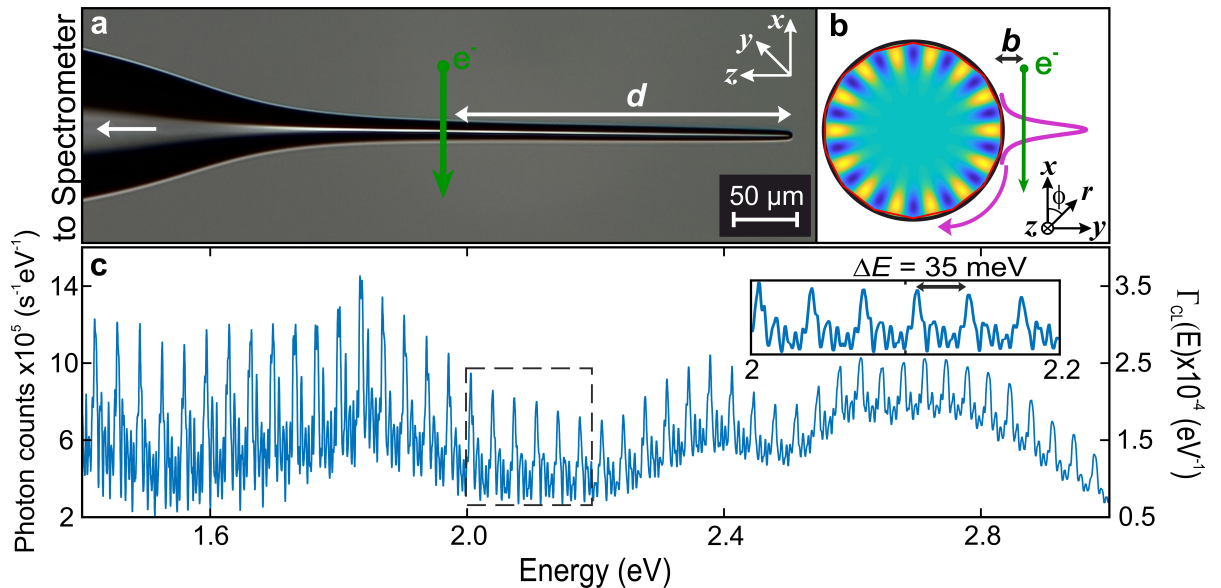 a
to Spectrometer
e-
d
x
y
z
50 μm
b
b
e-
x
ϕ
r
z
y
c
ΔE = 35 meV
2
2.2
Photon counts x10⁵ (s⁻¹eV⁻¹)
14
10
6
2
3.5
2.5
1.5
0.5
Γ_CL(E)x10⁻⁴ (eV⁻¹)
1.6
2.0
2.4
2.8
Energy (eV)